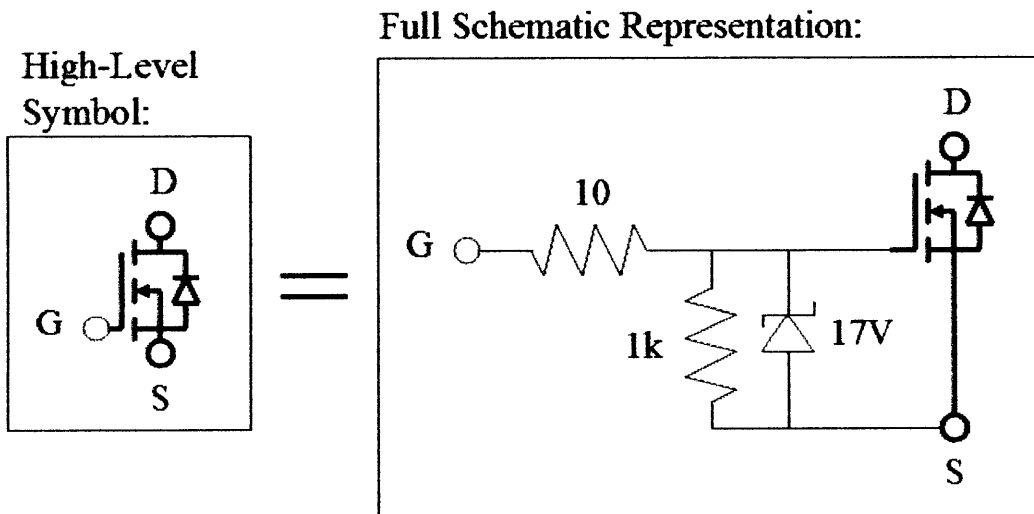 Full Schematic Representation:
High-Level
Symbol:
D
G
S
D
10
G
1k
17V
S